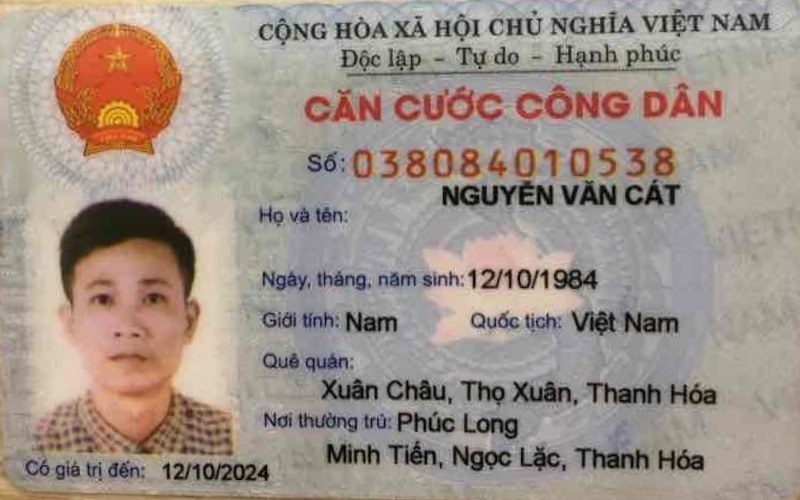 CỘNG HÒA XÃ HỘI CHỦ NGHĨA VIỆT NAM
Độc lập - Tự do - Hạnh phúc
CĂN CƯỚC CÔNG DÂN
Số: 038084010538
NGUYỄN VĂN CÁT
Họ và tên:
Ngày, tháng, năm sinh: 12/10/1984
Giới tính: Nam Quốc tịch: Việt Nam
Quê quán:
Xuân Châu, Thọ Xuân, Thanh Hóa
Nơi thường trú: Phúc Long
Minh Tiến, Ngọc Lặc, Thanh Hóa
Có giá trị đến: 12/10/2024